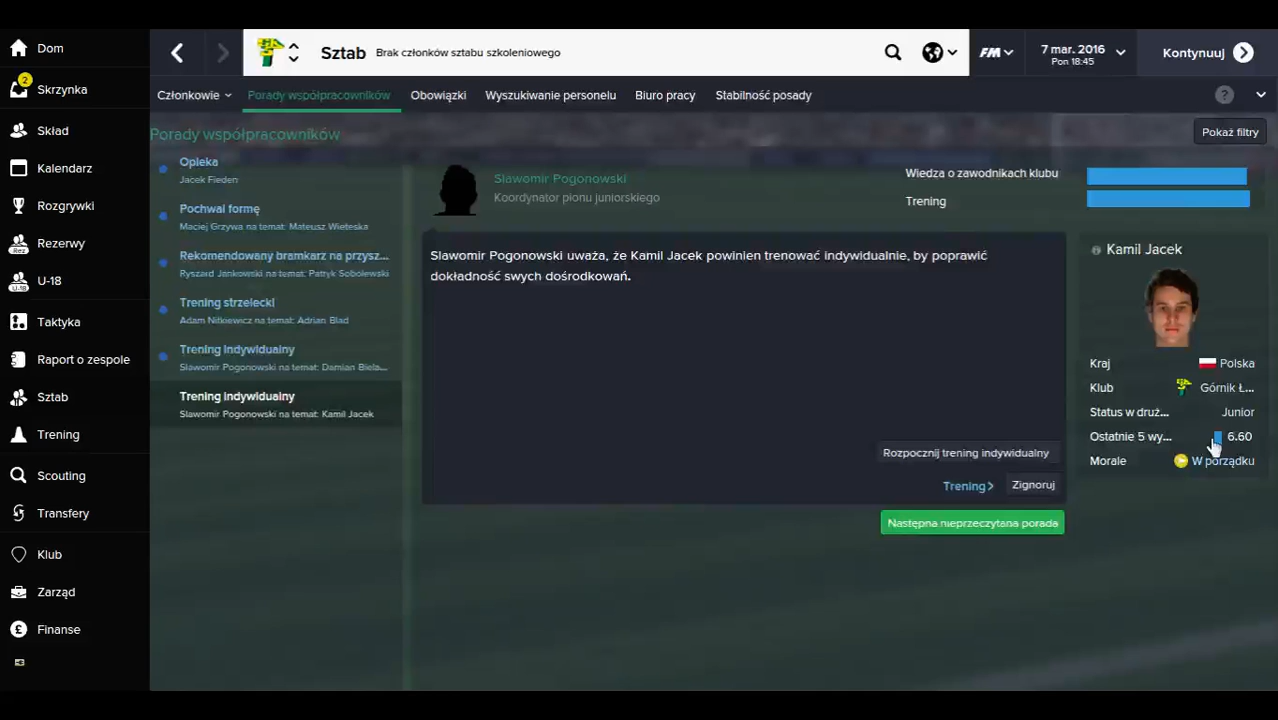 Dom
2
Skrzynka
Skład
Kalendarz
Rozgrywki
Rez
Rezerwy
U-18
U-18
Taktyka
Raport o zespole
Sztab
Trening
Scouting
Transfery
Klub
Zarząd
£
Finanse
Sztab
Brak członków sztabu szkoleniowego
FM
7 mar. 2016
Pon 18:45
Kontynuuj
Członkowie
Porady współpracowników
Obowiązki
Wyszukiwanie personelu
Biuro pracy
Stabilność posady
?
Porady współpracowników
Pokaż filtry
Opieka
Jacek Fieden
Pochwal formę
Maciej Grzywa na temat: Mateusz Wieteska
Rekomendowany bramkarz na przysz...
Ryszard Jankowski na temat: Patryk Sobolewski
Trening strzelecki
Adam Nitkiewicz na temat: Adrian Blad
Trening indywidualny
Slawomir Pogonowski na temat: Damian Biela...
Trening indywidualny
Slawomir Pogonowski na temat: Kamil Jacek
Slawomir Pogonowski
Koordynator pionu juniorskiego
Wiedza o zawodnikach klubu
Trening
Slawomir Pogonowski uważa, że Kamil Jacek powinien trenować indywidualnie, by poprawić
dokładność swych dośrodkowań.
Rozpocznij trening indywidualny
Trening>
Zignoruj
Następna nieprzeczytana porada
Kamil Jacek
Kraj
Polska
Klub
Górnik Ł...
Status w druż...
Junior
Ostatnie 5 wy...
6.60
Morale
W porządku